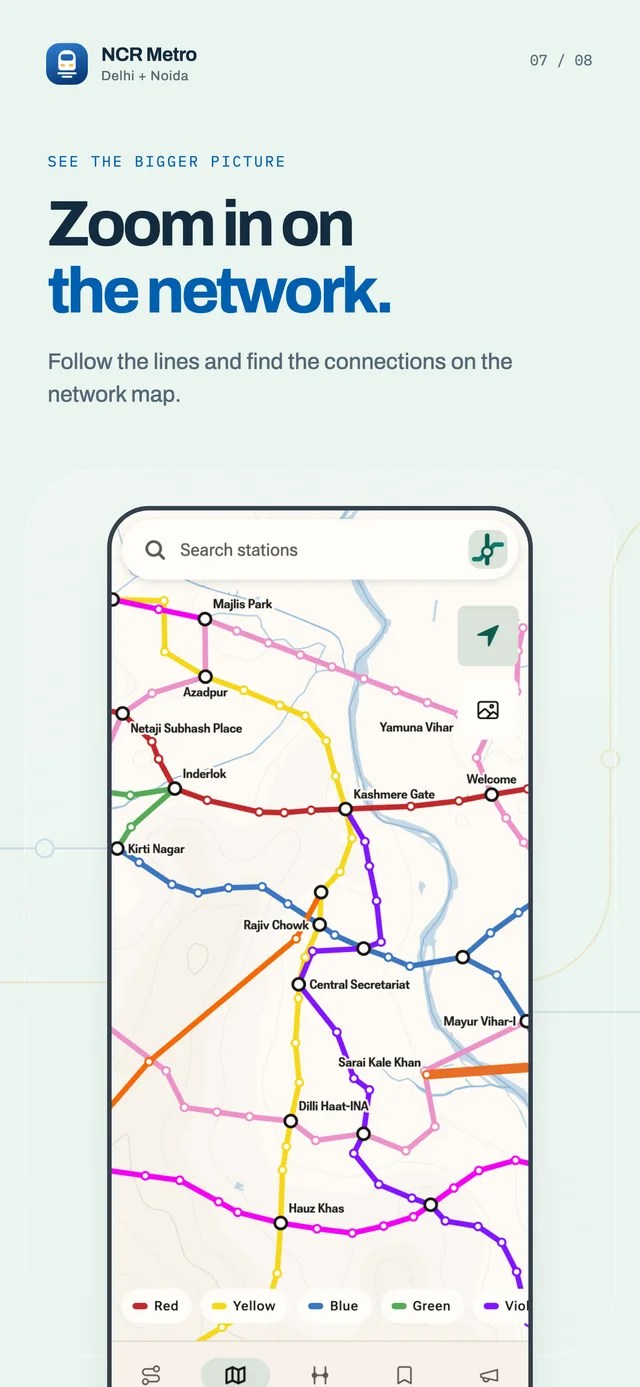 NCR Metro
Delhi + Noida
07 / 08
SEE THE BIGGER PICTURE
Zoom in on
the network.
Follow the lines and find the connections on the
network map.
Search stations
Majlis Park
Azadpur
Netaji Subhash Place
Yamuna Vihar
Inderlok
Welcome
Kashmere Gate
Kirti Nagar
Rajiv Chowk
Central Secretariat
Mayur Vihar-I
Sarai Kale Khan
Dilli Haat-INA
Hauz Khas
Red
Yellow
Blue
Green
Viol